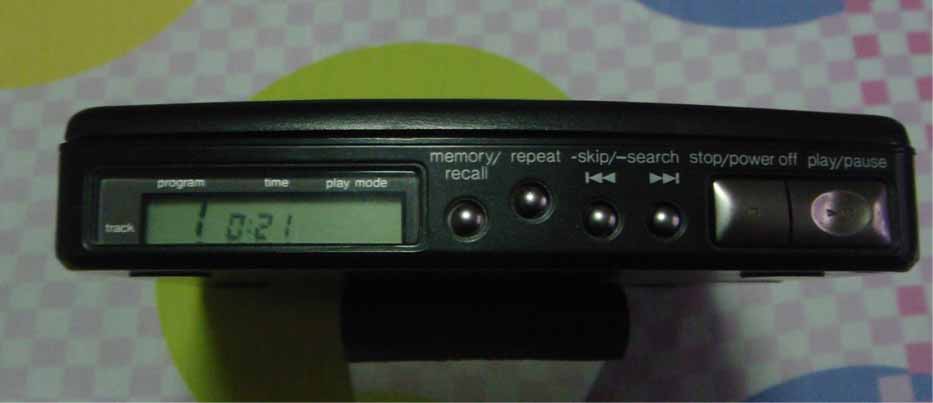 program time play mode
track 1 0:21
memory/
recall
repeat
-skip/-search
stop/power off
play/pause